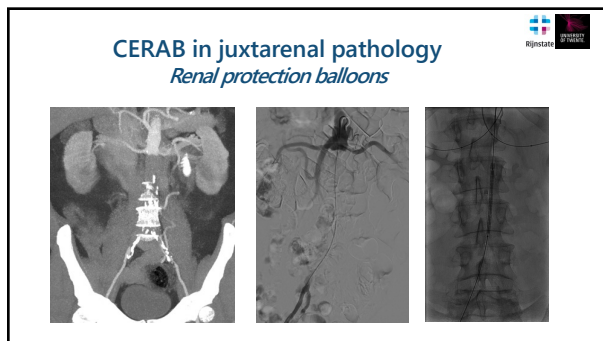 CERAB in juxtarenal pathology
Renal protection balloons
Rijnstate
UNIVERSITY
OF TWENTE.